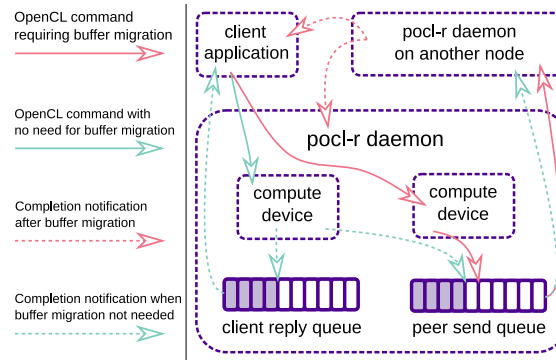 OpenCL command
requiring buffer migration
OpenCL command with
no need for buffer migration
Completion notification
after buffer migration
Completion notification when
buffer migration not needed
client
application
pocl-r daemon
on another node
pocl-r daemon
compute
device
compute
device
client reply queue
peer send queue